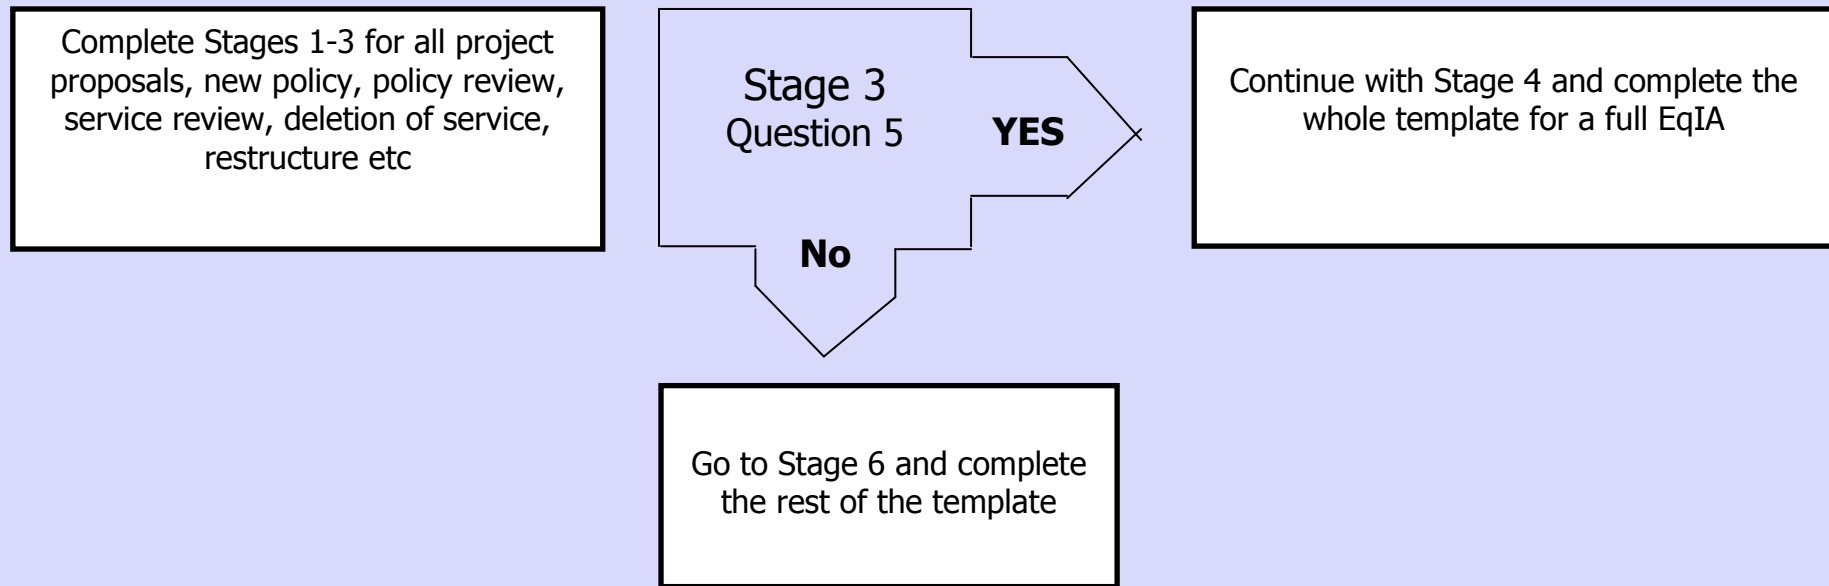 Complete Stages 1-3 for all project
proposals, new policy, policy review,
service review, deletion of service,
restructure etc
Stage 3
Question 5
YES
No
Continue with Stage 4 and complete the
whole template for a full EqIA
Go to Stage 6 and complete
the rest of the template